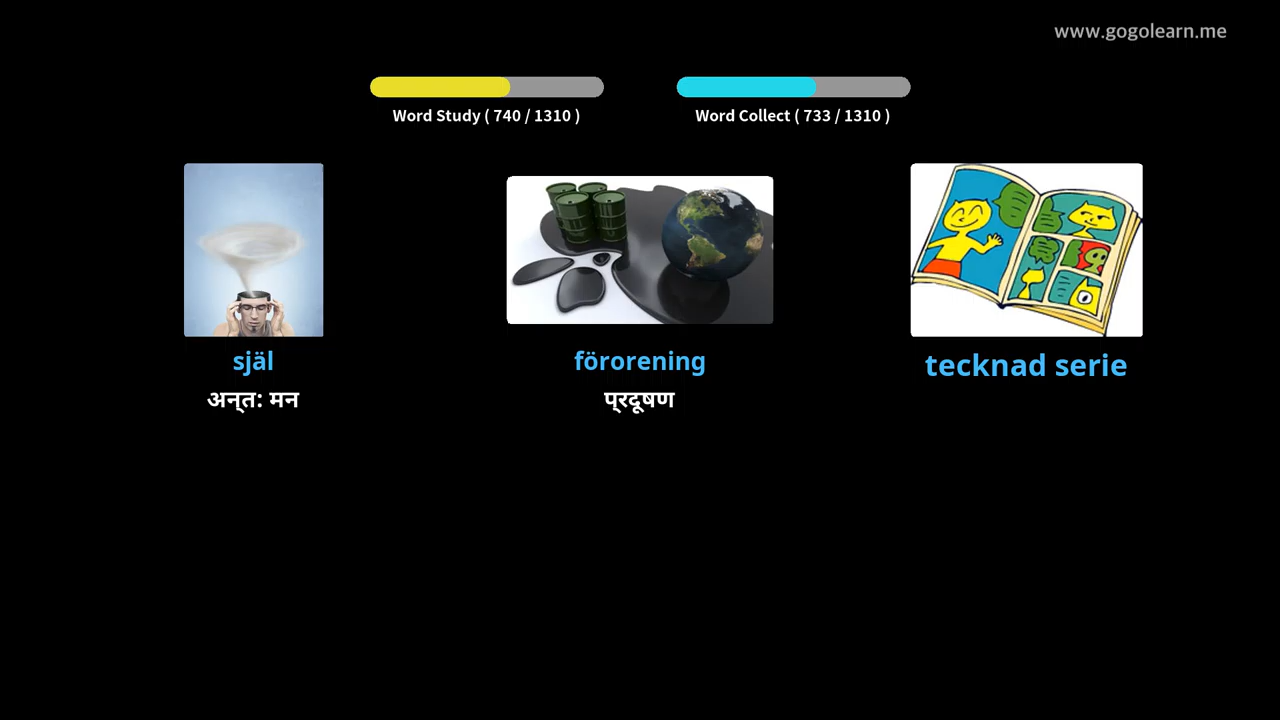 www.gogolearn.me
Word Study ( 740 / 1310 )
Word Collect ( 733 / 1310 )
själ
förorening
tecknad serie
अन्त: मन
प्रदूषण